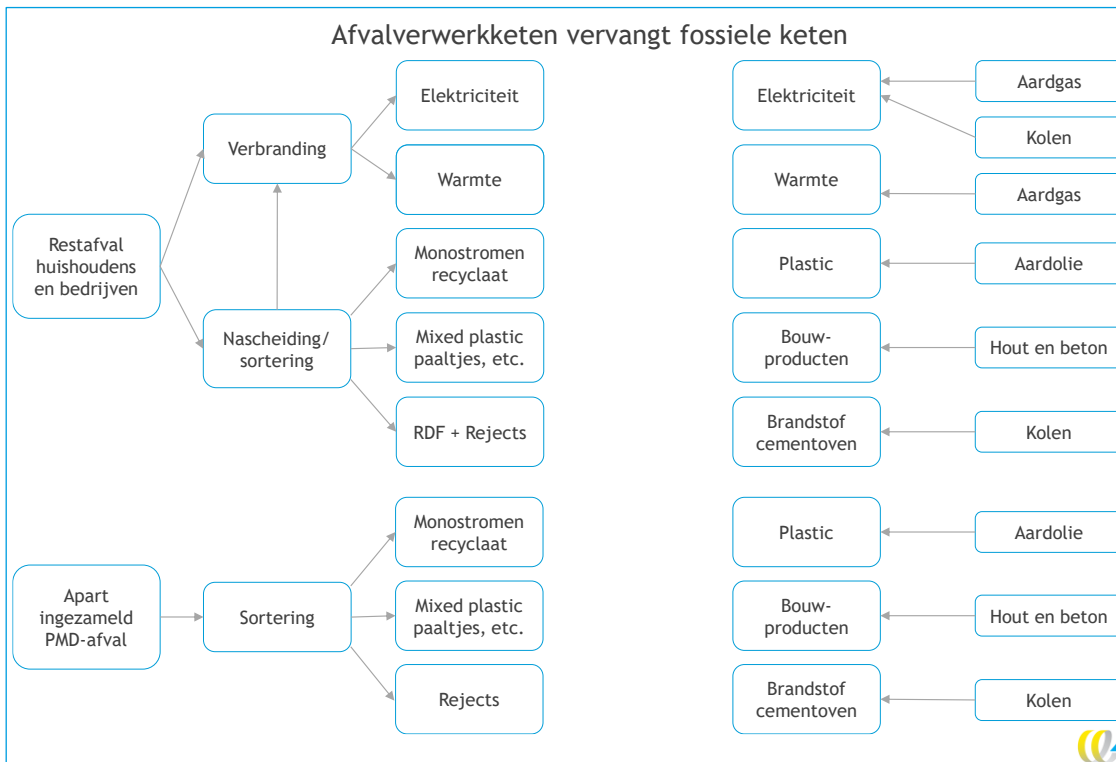 Afvalverwerkketen vervangt fossiele keten
Elektriciteit
Elektriciteit
Aardgas
Kolen
Verbranding
Warmte
Warmte
Aardgas
Restafval
huishoudens
en bedrijven
Monostromen
recyclaat
Plastic
Aardolie
Nascheiding/
sortering
Mixed plastic
paaltjes, etc.
Bouw-
producten
Hout en beton
RDF + Rejects
Brandstof
cementoven
Kolen
Monostromen
recyclaat
Plastic
Aardolie
Apart
ingezameld
PMD-afval
Sortering
Mixed plastic
paaltjes, etc.
Bouw-
producten
Hout en beton
Rejects
Brandstof
cementoven
Kolen